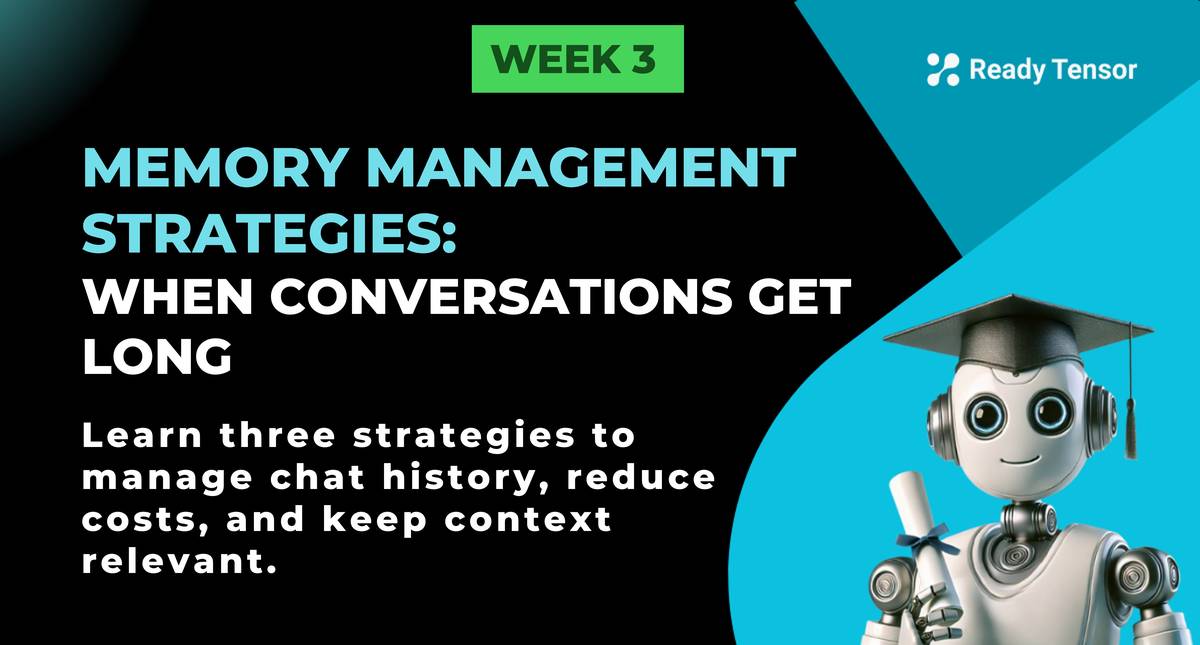 WEEK 3
Ready Tensor
MEMORY MANAGEMENT
STRATEGIES:
WHEN CONVERSATIONS GET
LONG
Learn three strategies to
manage chat history, reduce
costs, and keep context
relevant.